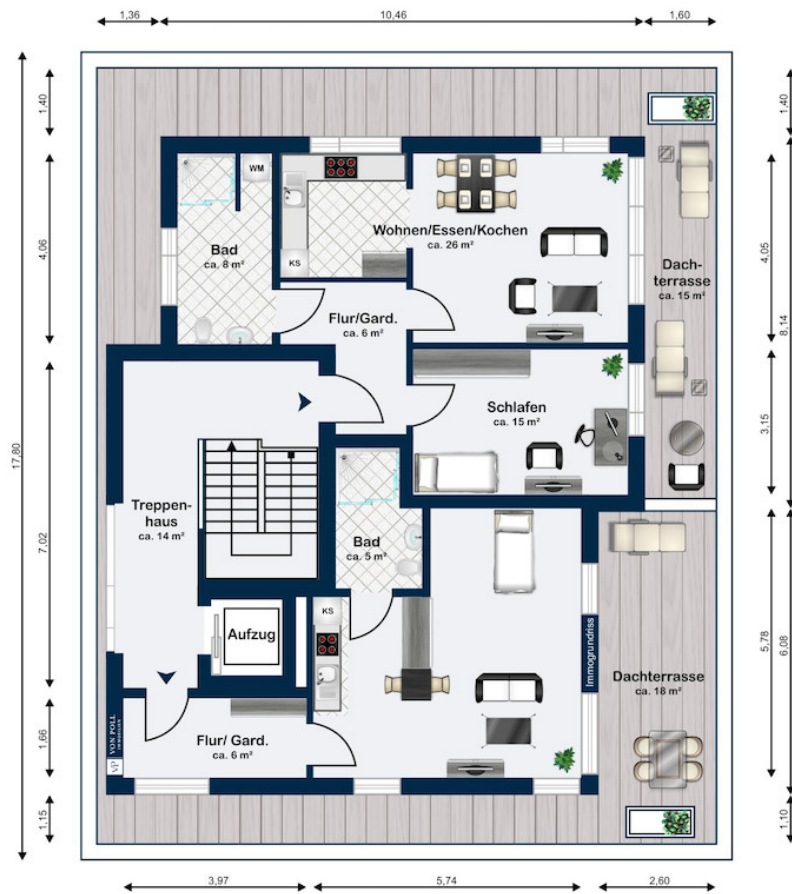 1,36
10,46
1,60
1,40
1,40
WM
Wohnen/Essen/Kochen
ca. 26 m²
Bad
ca. 8 m²
KS
4,06
4,05
Dach-
terrasse
ca. 15 m²
8,14
Flur/Gard.
ca. 6 m²
Schlafen
ca. 15 m²
3,15
17,80
7,02
Treppen-
haus
ca. 14 m²
Bad
ca. 5 m²
KS
Aufzug
Immogrundriss
5,78
6,08
Dachterrasse
ca. 18 m²
1,66
VP
VON POLL
IMMOBILIEN
Flur/ Gard.
ca. 6 m²
1,15
1,10
3,97
5,74
2,60